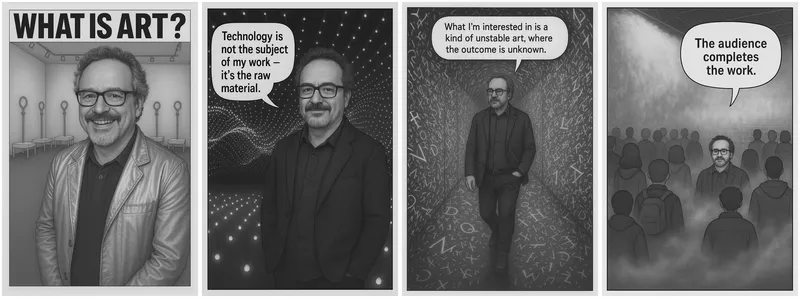 WHAT IS ART?
Technology is
not the subject
of my work –
it's the raw
material.
What I'm interested in is a
kind of unstable art, where
the outcome is unknown.
The audience
completes
the work.